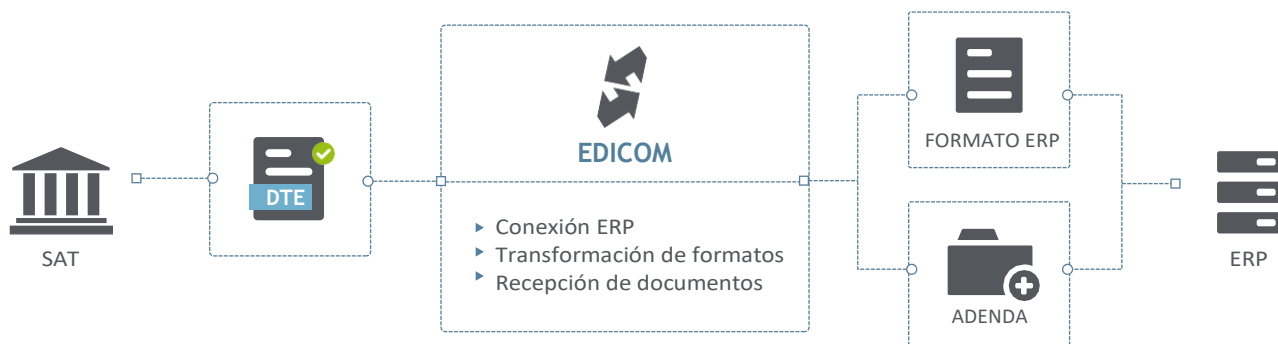 SAT
DTE
EDICOM
Conexión ERP
Transformación de formatos
Recepción de documentos
FORMATO ERP
ADENDA
ERP